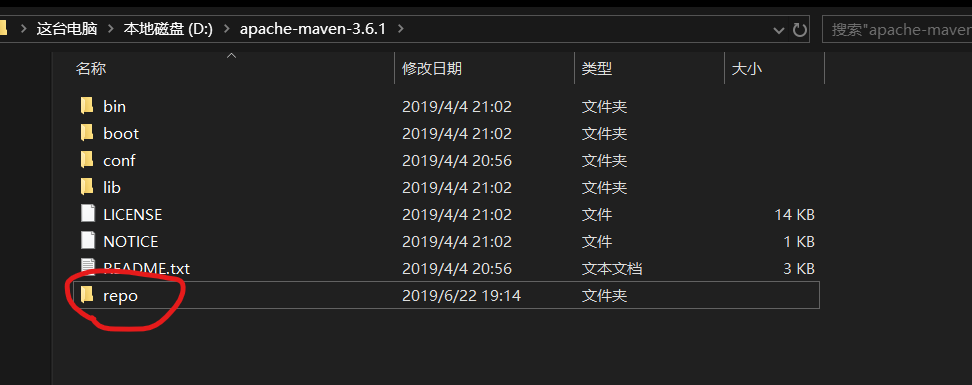 这台电脑 > 本地磁盘 (D:) > apache-maven-3.6.1 >
搜索"apache-maven
名称 修改日期 类型 大小
bin 2019/4/4 21:02 文件夹
boot 2019/4/4 21:02 文件夹
conf 2019/4/4 20:56 文件夹
lib 2019/4/4 21:02 文件夹
LICENSE 2019/4/4 21:02 文件 14 KB
NOTICE 2019/4/4 21:02 文件 1 KB
README.txt 2019/4/4 20:56 文本文档 3 KB
repo 2019/6/22 19:14 文件夹